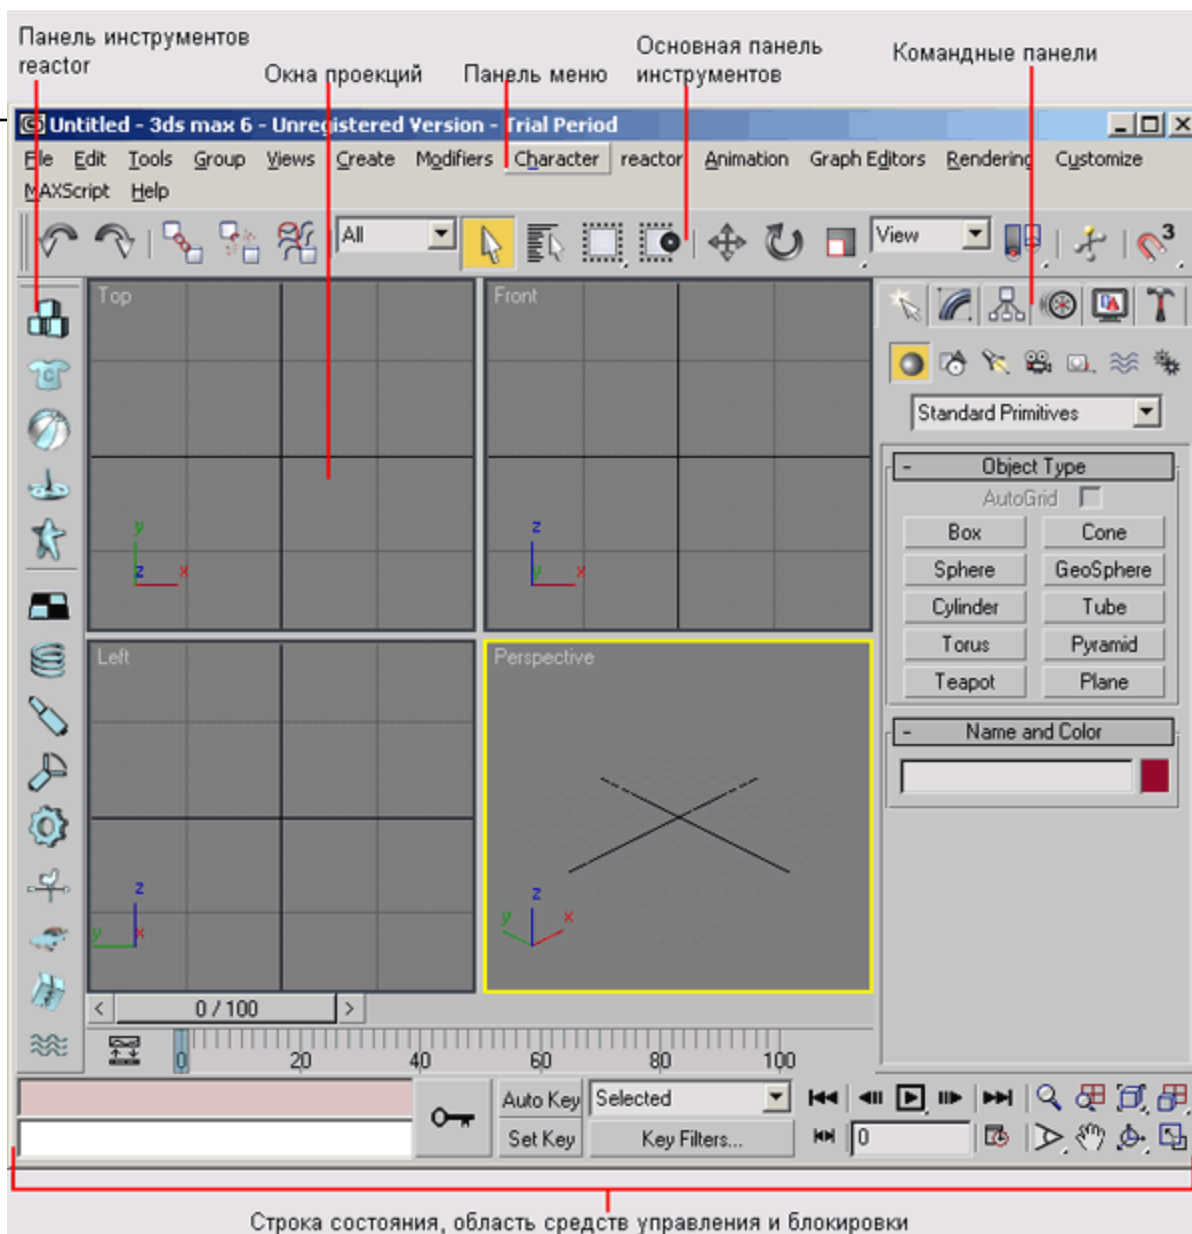 Панель инструментов
reactor
Окна проекций
Панель меню
Основная панель
инструментов
Командные панели
Untitled - 3ds max 6 - Unregistered Version - Trial Period
File Edit Tools Group Views Create Modifiers Character reactor Animation Graph Editors Rendering Customize
MAXScript Help
All
View
3
Top
Front
y
z x
z
y x
Standard Primitives
- Object Type
AutoGrid
Box Cone
Sphere GeoSphere
Cylinder Tube
Torus Pyramid
Teapot Plane
- Name and Color
Left
Perspective
z
y x
z
y x
< 0 / 100 >
0 20 40 60 80 100
Auto Key Selected
Set Key Key Filters... 0
Строка состояния, область средств управления и блокировки